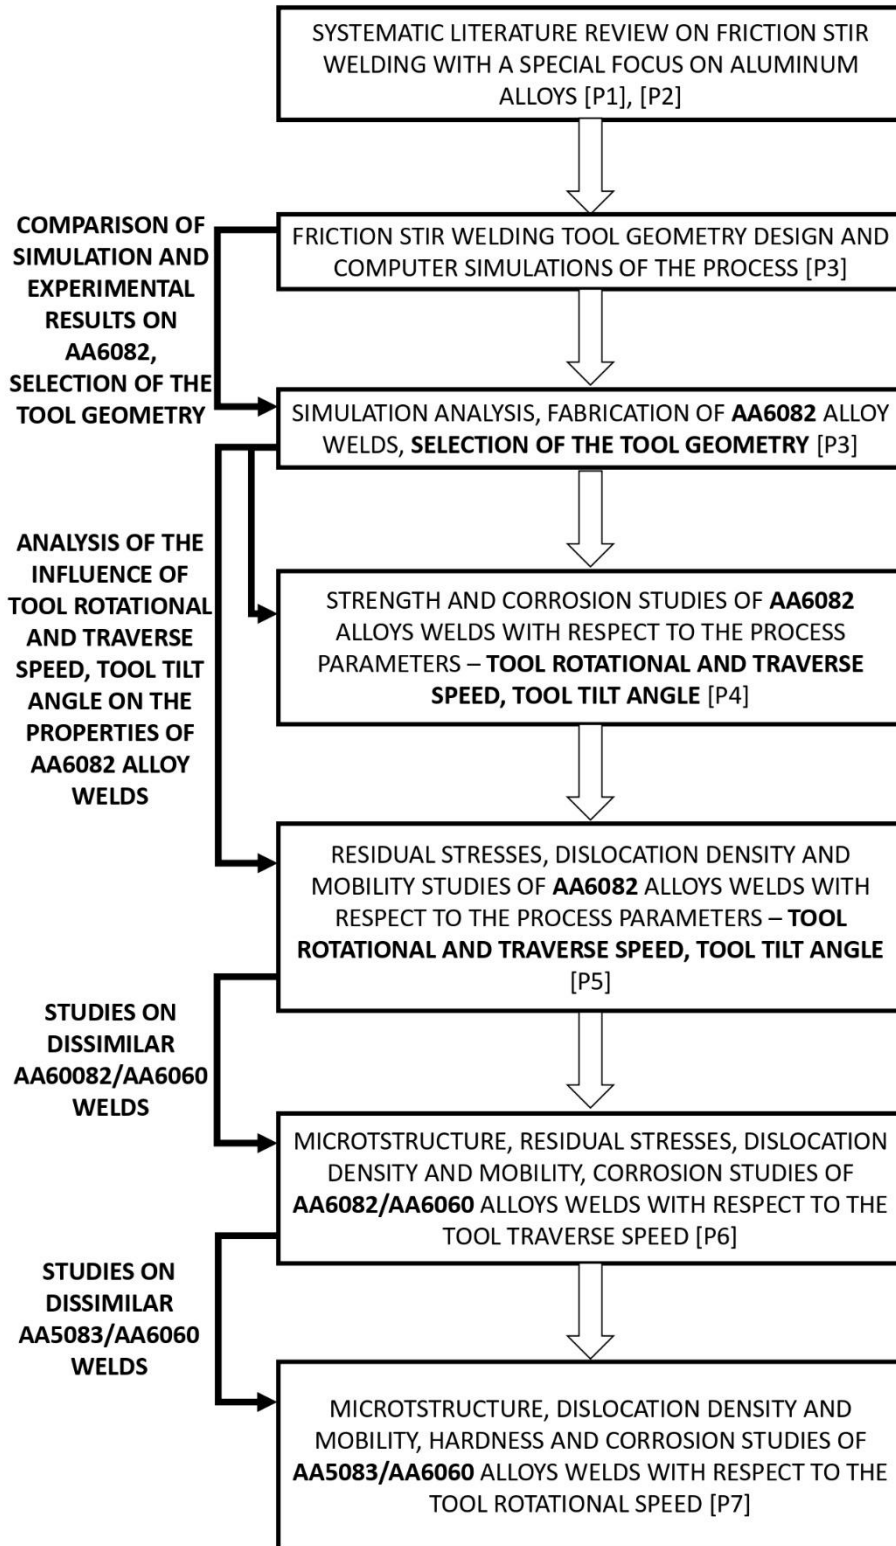 SYSTEMATIC LITERATURE REVIEW ON FRICTION STIR
WELDING WITH A SPECIAL FOCUS ON ALUMINUM
ALLOYS [P1], [P2]
COMPARISON OF
SIMULATION AND
EXPERIMENTAL
RESULTS ON
AA6082,
SELECTION OF THE
TOOL GEOMETRY
FRICTION STIR WELDING TOOL GEOMETRY DESIGN AND
COMPUTER SIMULATIONS OF THE PROCESS [P3]
SIMULATION ANALYSIS, FABRICATION OF AA6082 ALLOY
WELDS, SELECTION OF THE TOOL GEOMETRY [P3]
ANALYSIS OF THE
INFLUENCE OF
TOOL ROTATIONAL
AND TRAVERSE
SPEED, TOOL TILT
ANGLE ON THE
PROPERTIES OF
AA6082 ALLOY
WELDS
STRENGTH AND CORROSION STUDIES OF AA6082
ALLOYS WELDS WITH RESPECT TO THE PROCESS
PARAMETERS – TOOL ROTATIONAL AND TRAVERSE
SPEED, TOOL TILT ANGLE [P4]
RESIDUAL STRESSES, DISLOCATION DENSITY AND
MOBILITY STUDIES OF AA6082 ALLOYS WELDS WITH
RESPECT TO THE PROCESS PARAMETERS – TOOL
ROTATIONAL AND TRAVERSE SPEED, TOOL TILT ANGLE
[P5]
STUDIES ON
DISSIMILAR
AA60082/AA6060
WELDS
MICROTSTRUCTURE, RESIDUAL STRESSES, DISLOCATION
DENSITY AND MOBILITY, CORROSION STUDIES OF
AA6082/AA6060 ALLOYS WELDS WITH RESPECT TO THE
TOOL TRAVERSE SPEED [P6]
STUDIES ON
DISSIMILAR
AA5083/AA6060
WELDS
MICROTSTRUCTURE, DISLOCATION DENSITY AND
MOBILITY, HARDNESS AND CORROSION STUDIES OF
AA5083/AA6060 ALLOYS WELDS WITH RESPECT TO THE
TOOL ROTATIONAL SPEED [P7]